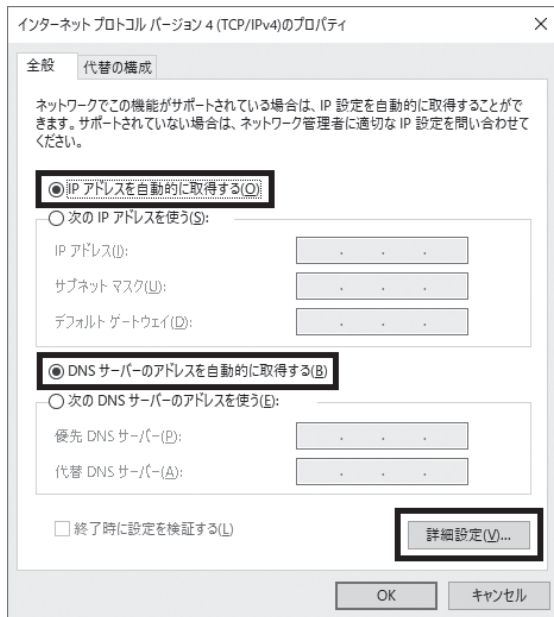 インターネット プロトコル バージョン 4 (TCP/IPv4)のプロパティ
全般 代替の構成
ネットワークでこの機能がサポートされている場合は、IP 設定を自動的に取得することがで
きます。サポートされていない場合は、ネットワーク管理者に適切な IP 設定を問い合わせて
ください。
IP アドレスを自動的に取得する(O)
次の IP アドレスを使う(S):
IP アドレス(I):
サブネット マスク(U):
デフォルト ゲートウェイ(D):
DNS サーバーのアドレスを自動的に取得する(B)
次の DNS サーバーのアドレスを使う(E):
優先 DNS サーバー(P):
代替 DNS サーバー(A):
終了時に設定を検証する(L)
詳細設定(V)...
OK キャンセル